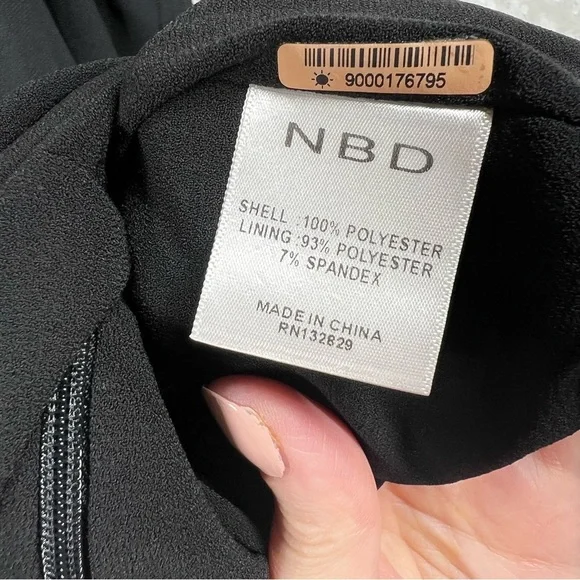 9000176795
NBD
SHELL :100% POLYESTER
LINING :93% POLYESTER
7% SPANDEX
MADE IN CHINA
RN132829